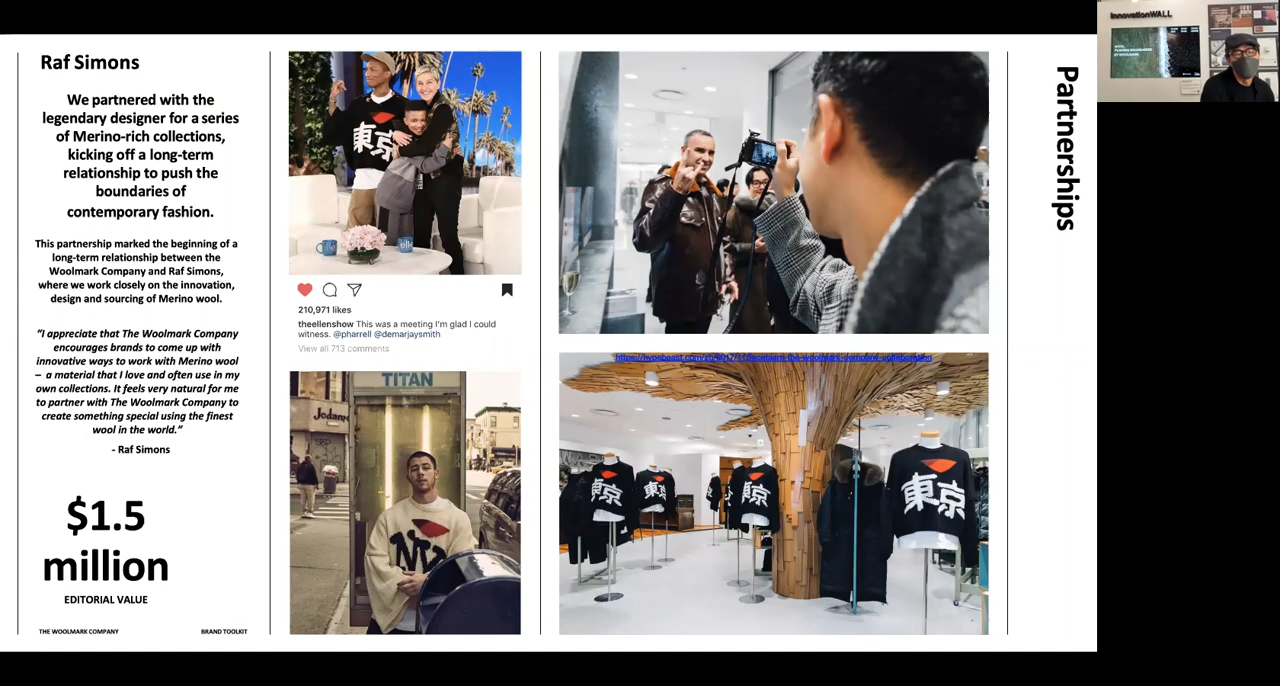 Raf Simons
We partnered with the
legendary designer for a series
of Merino-rich collections,
kicking off a long-term
relationship to push the
boundaries of
contemporary fashion.
This partnership marked the beginning of a
long-term relationship between the
Woolmark Company and Raf Simons,
where we work closely on the innovation,
design and sourcing of Merino wool.
“I appreciate that The Woolmark Company
encourages brands to come up with
innovative ways to work with Merino wool
– a material that I love and often use in my
own collections. It feels very natural for me
to partner with The Woolmark Company to
create something special using the finest
wool in the world.”
- Raf Simons
$1.5
million
EDITORIAL VALUE
THE WOOLMARK COMPANY
BRAND TOOLKIT
東京
elle
210,971 likes
theellenshow This was a meeting I'm glad I could
witness. @pharrell @demarjaysmith
View all 713 comments
TITAN
NY
東京
東京
東京
東京
Partnerships
InnovationWALL